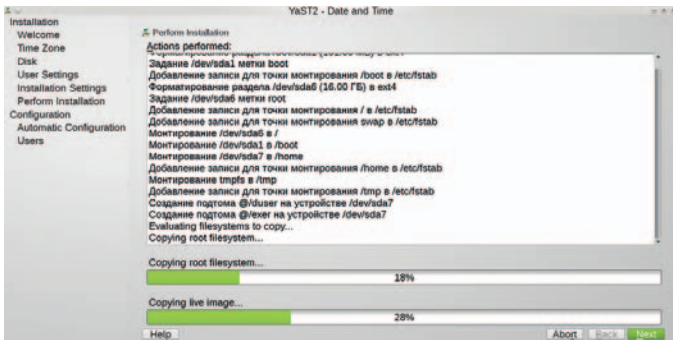 YaST2 - Date and Time
Installation
Welcome
Time Zone
Disk
User Settings
Installation Settings
Perform Installation
Configuration
Automatic Configuration
Users
Perform Installation
Actions performed:
Задание /dev/sda1 метки boot
Добавление записи для точки монтирования /boot в /etc/fstab
Форматирование раздела /dev/sda6 (16.00 ГБ) в ext4
Задание /dev/sda6 метки root
Добавление записи для точки монтирования / в /etc/fstab
Добавление записи для точки монтирования swap в /etc/fstab
Монтирование /dev/sda6 в /
Монтирование /dev/sda1 в /boot
Монтирование /dev/sda7 в /home
Добавление записи для точки монтирования /home в /etc/fstab
Монтирование tmpfs в /tmp
Добавление записи для точки монтирования /tmp в /etc/fstab
Создание подтома @/duser на устройстве /dev/sda7
Создание подтома @/exer на устройстве /dev/sda7
Evaluating filesystems to copy...
Copying root filesystem...
Copying root filesystem...
18%
Copying live image...
28%
Help
Abort
Back
Next